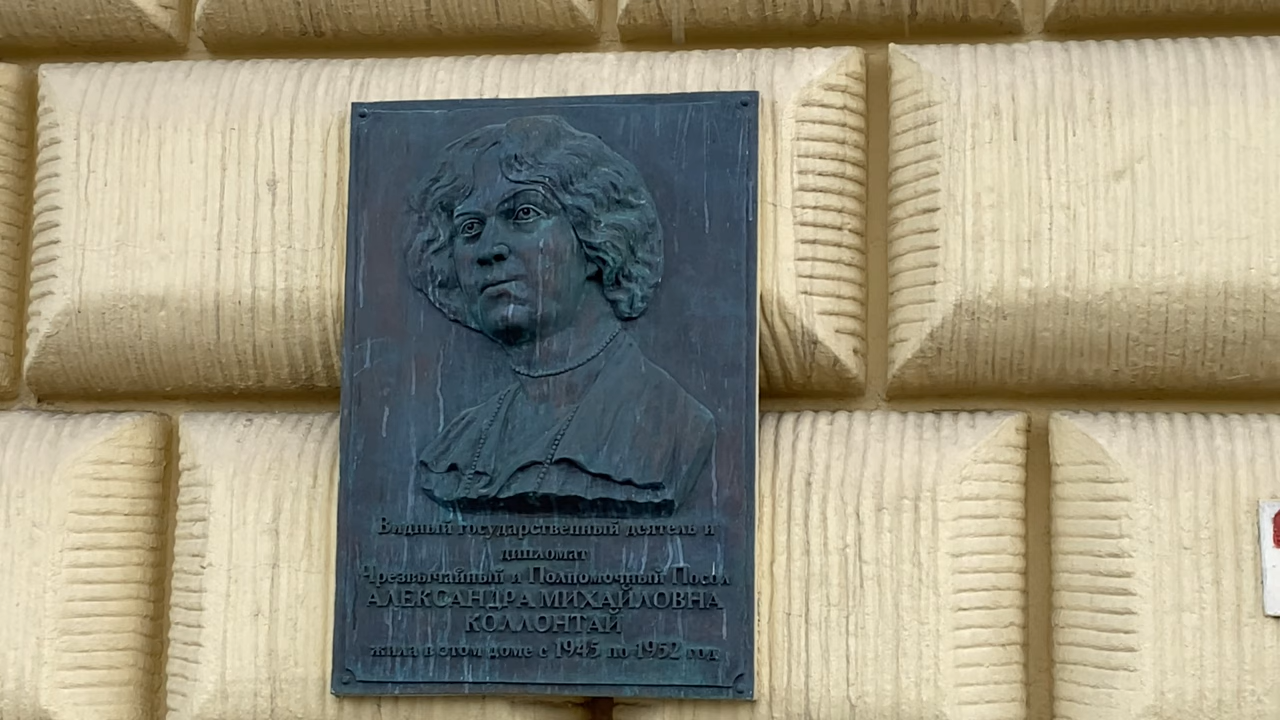 Видный государственный деятель и
дипломат
Чрезвычайный и Полномочный Посол
АЛЕКСАНДРА МИХАЙЛОВНА
КОЛЛОНТАЙ
жила в этом доме с 1945 по 1952 год